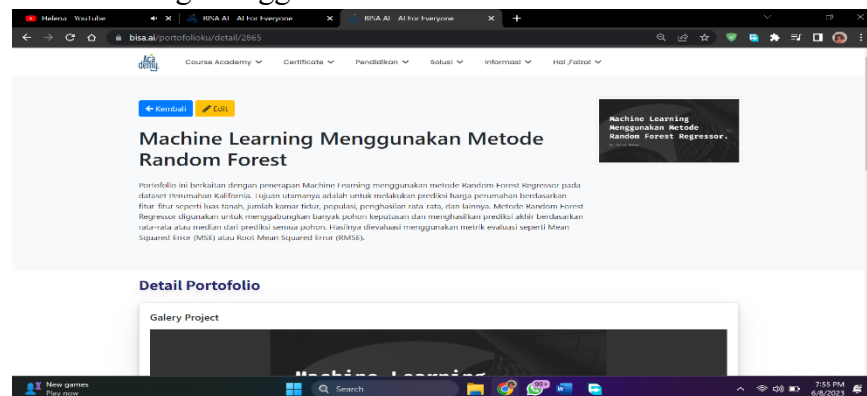 Helena YouTube
BISA AI AI For Everyone
BISA AI AI For Everyone
bisa.ai/portofolioku/detail/2865
Aca
demy.
Course Academy
Certificate
Pendidikan
Solusi
Informasi
Hai ,Faizal
Kembali
Edit
Machine Learning Menggunakan Metode
Random Forest
Machine Learning
Menggunakan Metode
Random Forest Regressor.
Portofolio ini berkaitan dengan penerapan Machine Learning menggunakan metode Random Forest Regressor pada
dataset Perumahan Kalifornia. Tujuan utamanya adalah untuk melakukan prediksi harga perumahan berdasarkan
fitur-fitur seperti luas tanah, jumlah kamar tidur, populasi, penghasilan rata-rata, dan lainnya. Metode Random Forest
Regressor digunakan untuk menggabungkan banyak pohon keputusan dan menghasilkan prediksi akhir berdasarkan
rata-rata atau median dari prediksi semua pohon. Hasilnya dievaluasi menggunakan metrik evaluasi seperti Mean
Squared Error (MSE) atau Root Mean Squared Error (RMSE).
Detail Portofolio
Galery Project
Machine Learning
New games
Play now
Search
99+
7:55 PM
6/8/2023